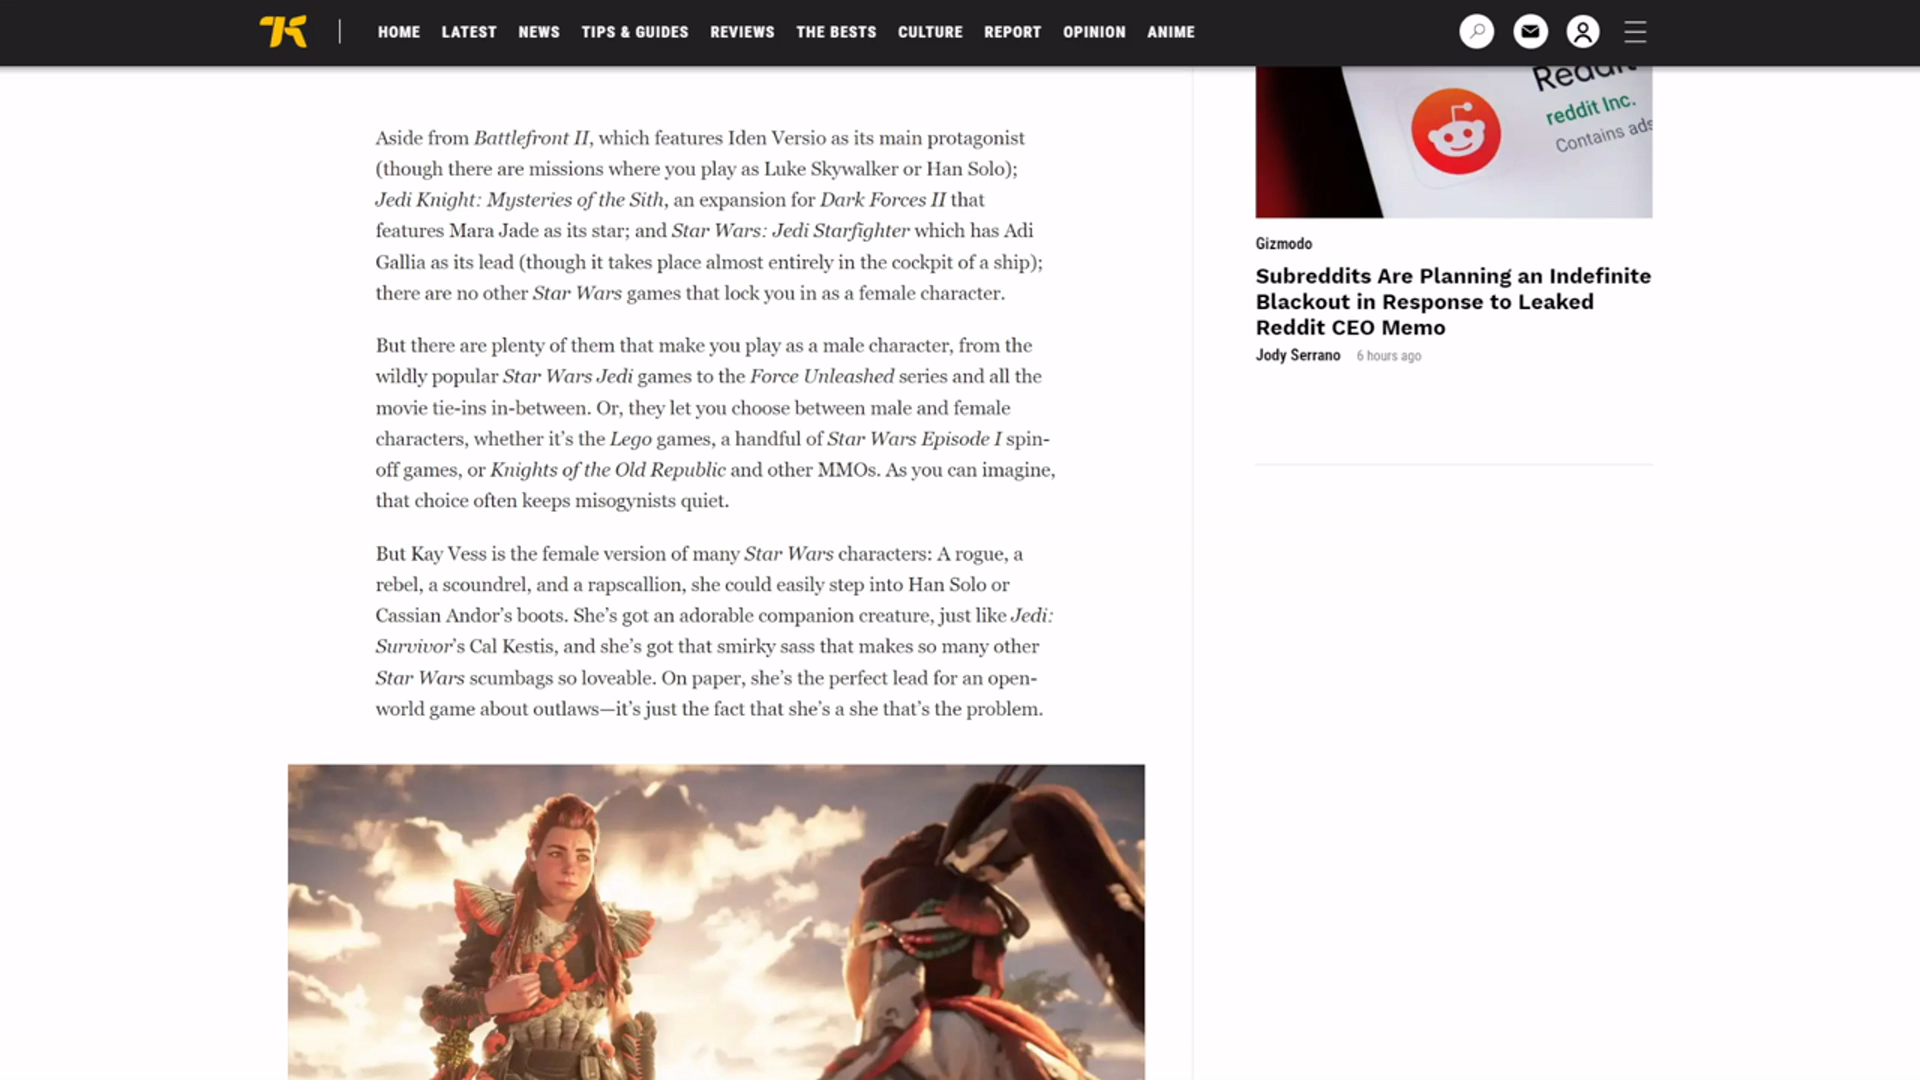 HOME LATEST NEWS TIPS & GUIDES REVIEWS THE BESTS CULTURE REPORT OPINION ANIME
Aside from Battlefront II, which features Iden Versio as its main protagonist
(though there are missions where you play as Luke Skywalker or Han Solo);
Jedi Knight: Mysteries of the Sith, an expansion for Dark Forces II that
features Mara Jade as its star; and Star Wars: Jedi Starfighter which has Adi
Gallia as its lead (though it takes place almost entirely in the cockpit of a ship);
there are no other Star Wars games that lock you in as a female character.
But there are plenty of them that make you play as a male character, from the
wildly popular Star Wars Jedi games to the Force Unleashed series and all the
movie tie-ins in-between. Or, they let you choose between male and female
characters, whether it’s the Lego games, a handful of Star Wars Episode I spin-
off games, or Knights of the Old Republic and other MMOs. As you can imagine,
that choice often keeps misogynists quiet.
But Kay Vess is the female version of many Star Wars characters: A rogue, a
rebel, a scoundrel, and a rapscallion, she could easily step into Han Solo or
Cassian Andor’s boots. She’s got an adorable companion creature, just like Jedi:
Survivor’s Cal Kestis, and she’s got that smirky sass that makes so many other
Star Wars scumbags so loveable. On paper, she’s the perfect lead for an open-
world game about outlaws—it’s just the fact that she’s a she that’s the problem.
Reddit
reddit Inc.
Contains ads
Gizmodo
Subreddits Are Planning an Indefinite
Blackout in Response to Leaked
Reddit CEO Memo
Jody Serrano 6 hours ago